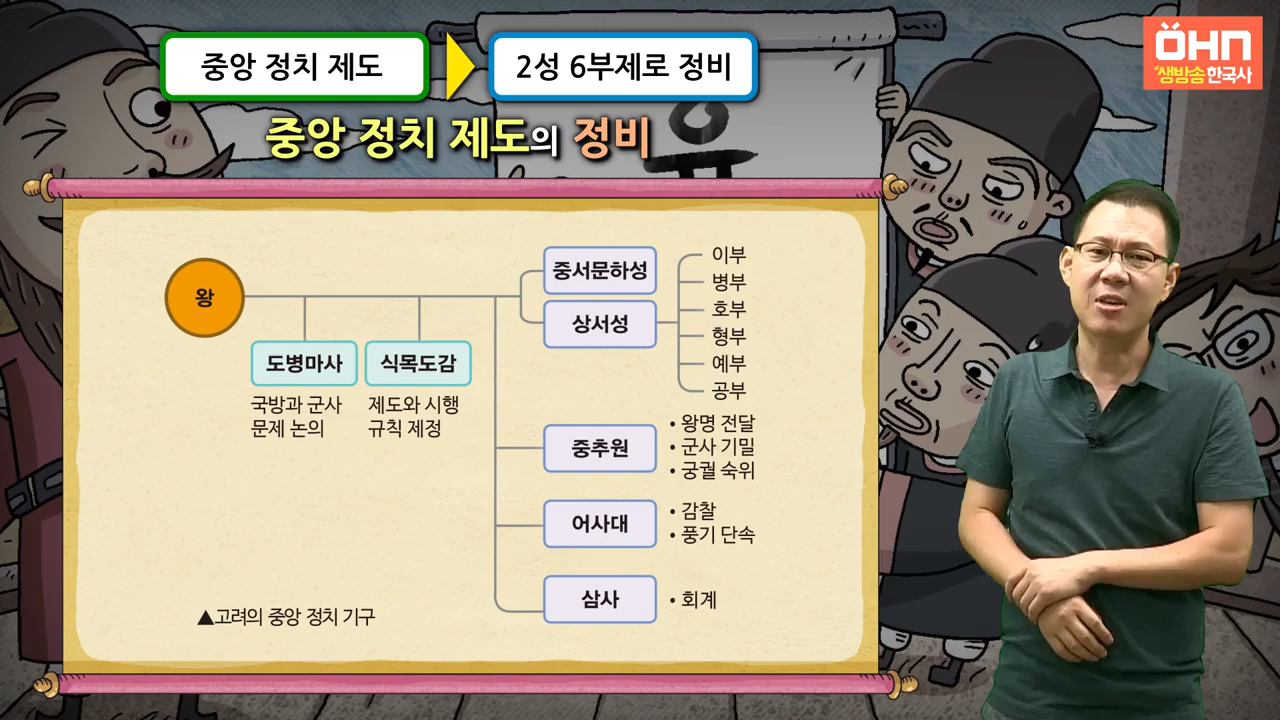 중앙 정치 제도
2성 6부제로 정비
중앙 정치 제도의 정비
생방송 한국사
왕
도병마사
국방과 군사
문제 논의
식목도감
제도와 시행
규칙 제정
중서문하성
상서성
이부
병부
호부
형부
예부
공부
중추원
• 왕명 전달
• 군사 기밀
• 궁궐 숙위
어사대
• 감찰
• 풍기 단속
삼사
• 회계
▲고려의 중앙 정치 기구